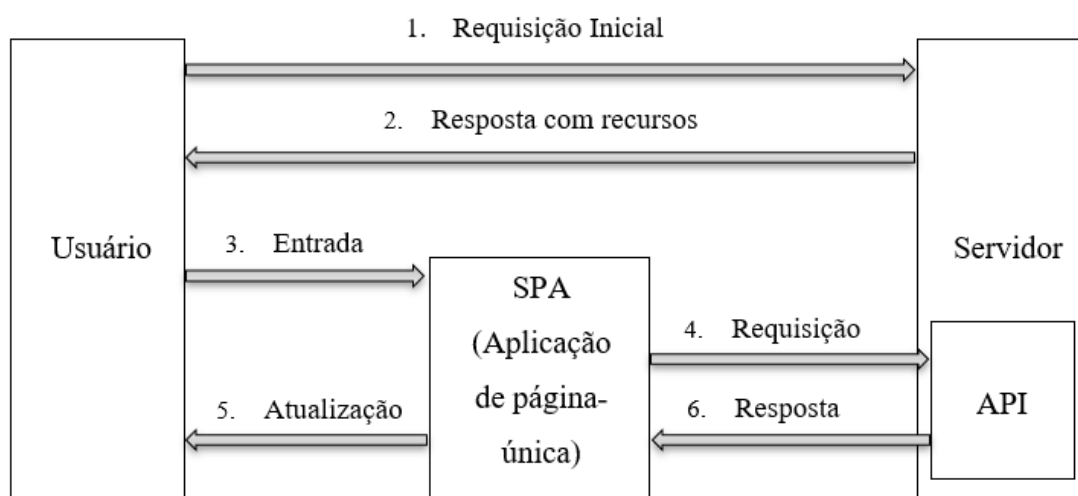 1. Requisição Inicial
2. Resposta com recursos
Usuário
3. Entrada
Servidor
SPA
(Aplicação
de página-
única)
4. Requisição
5. Atualização
6. Resposta
API